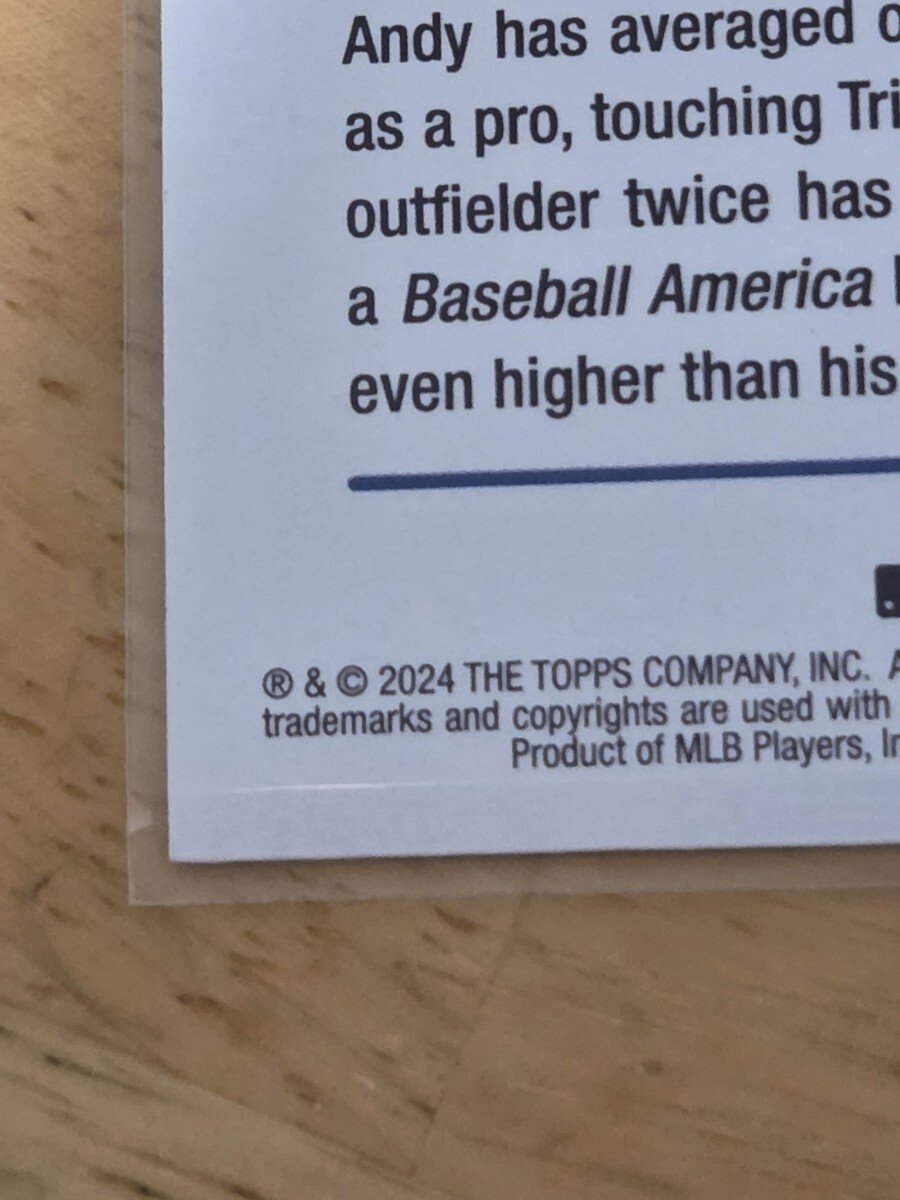 Andy has averaged
as a pro, touching
outfielder twice has
a Baseball America
even higher than his
® & © 2024 THE TOPPS COMPANY, INC.
trademarks and copyrights are used with
Product of MLB Players,